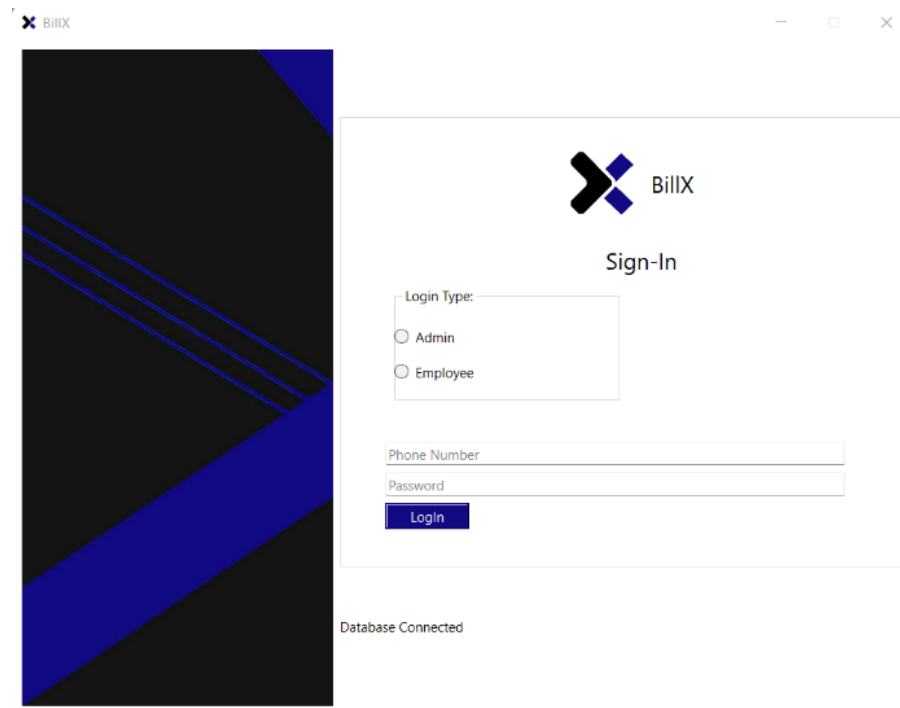 BillX
BillX
Sign-In
Login Type:
Admin
Employee
Phone Number
Password
LogIn
Database Connected